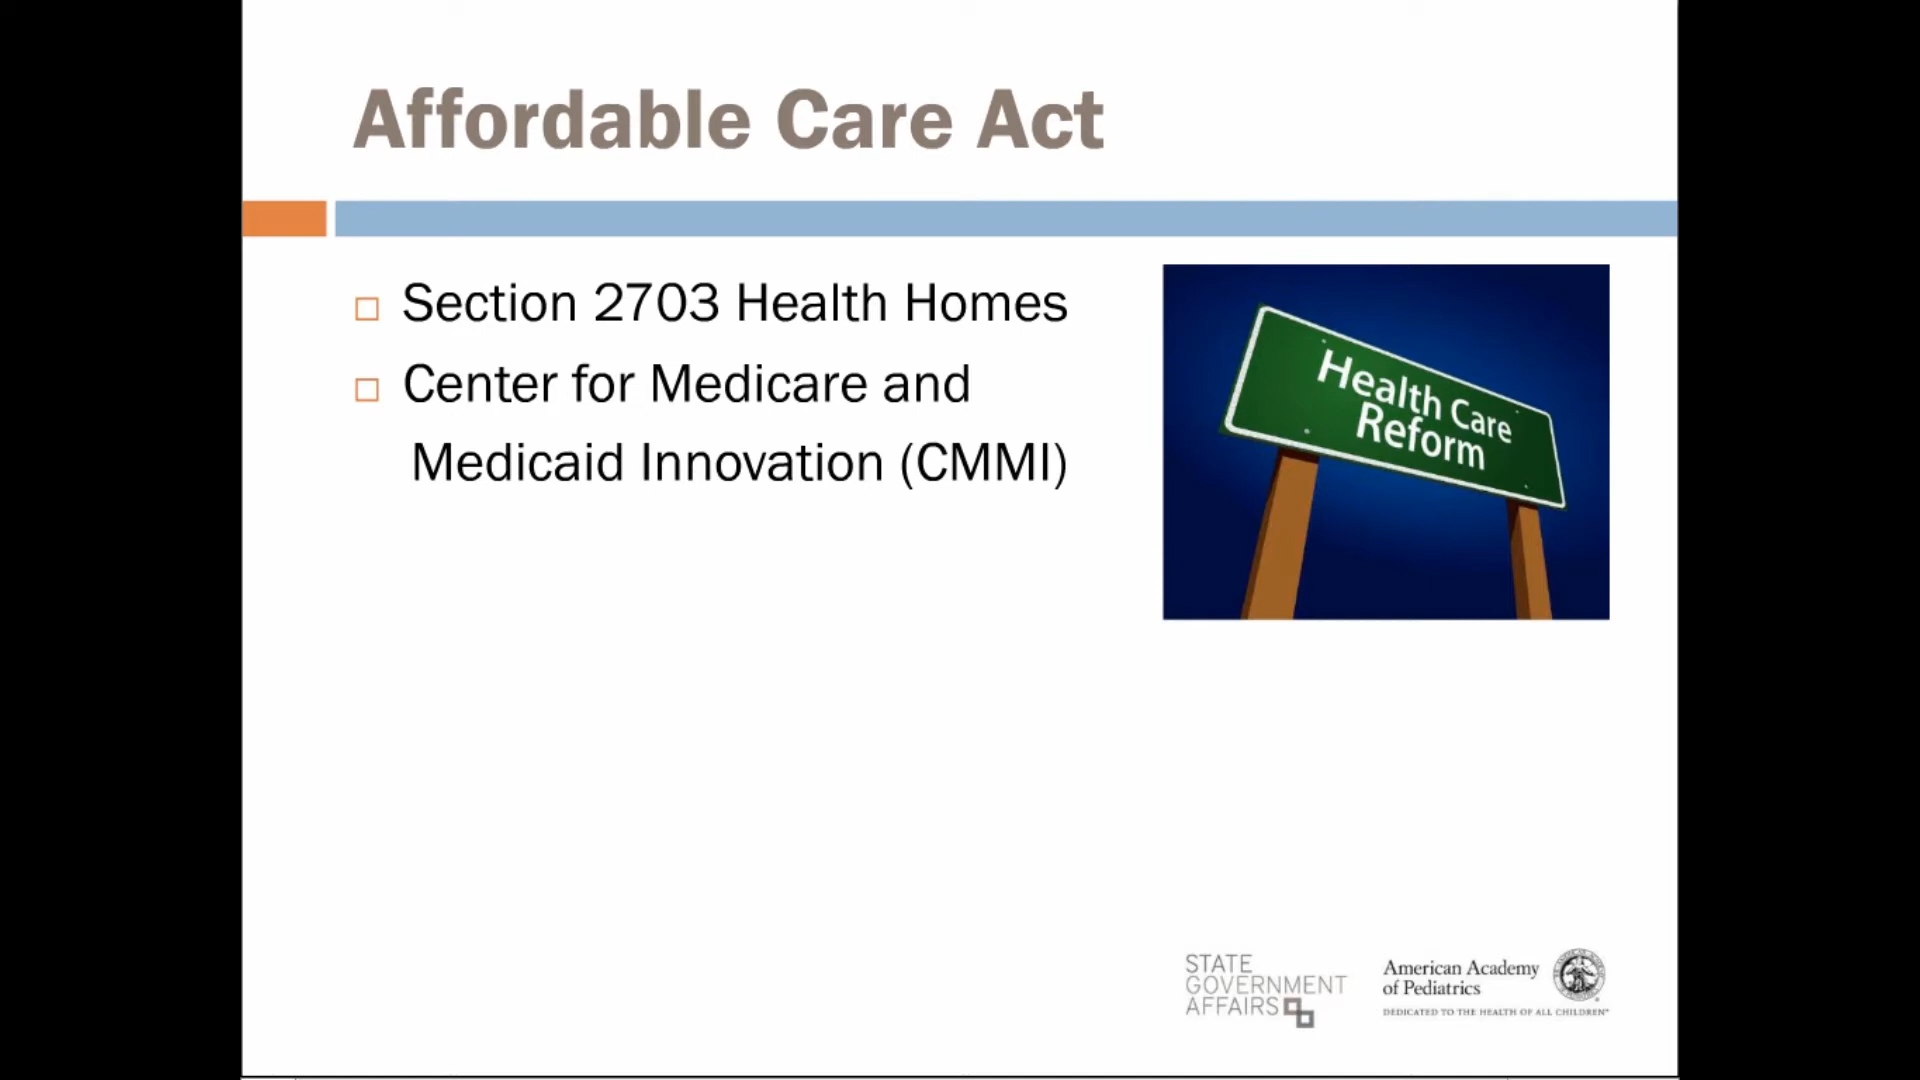 Affordable Care Act
Section 2703 Health Homes
Center for Medicare and
Medicaid Innovation (CMMI)
Health Care
Reform
STATE
GOVERNMENT
AFFAIRS
American Academy
of Pediatrics
DEDICATED TO THE HEALTH OF ALL CHILDREN®